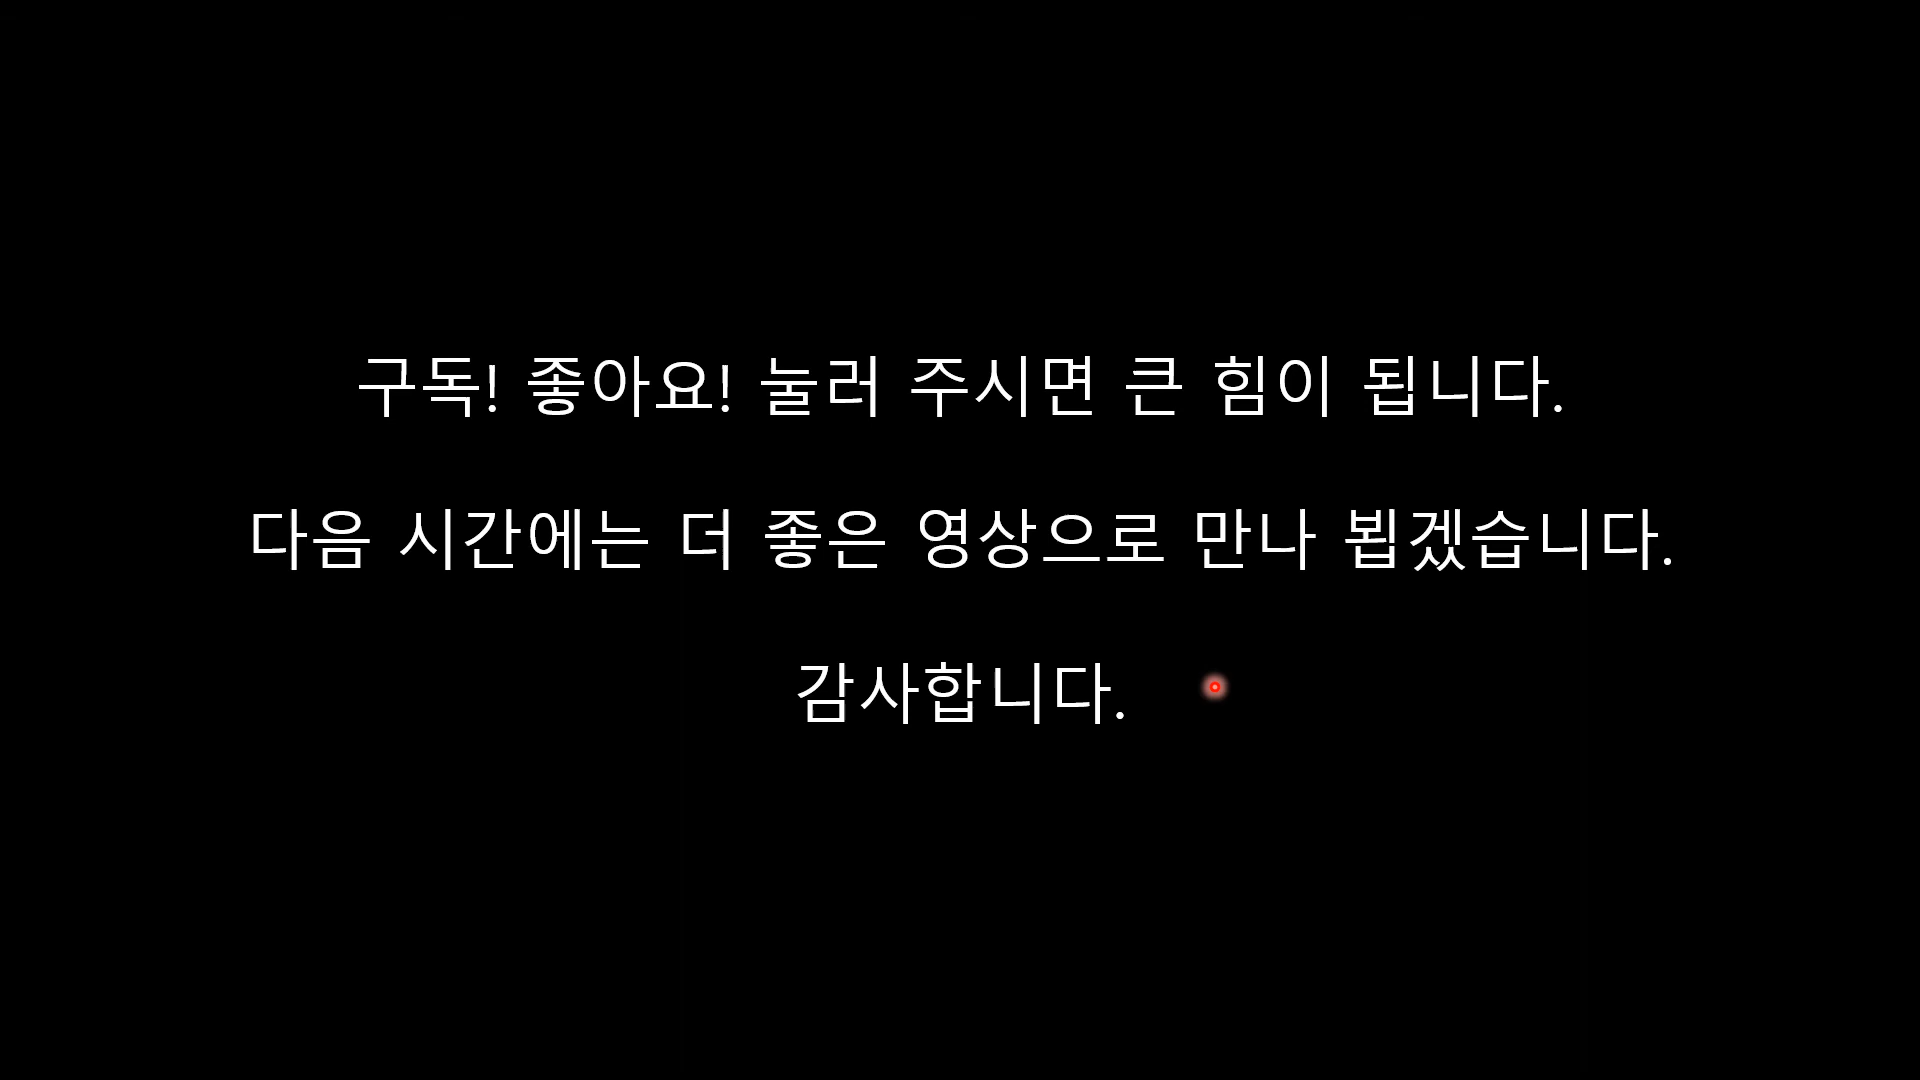 구독! 좋아요! 눌러 주시면 큰 힘이 됩니다.
다음 시간에는 더 좋은 영상으로 만나 뵙겠습니다.
감사합니다.